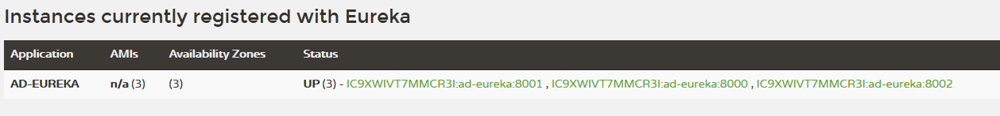 Instances currently registered with Eureka
Application AMIs Availability Zones Status
AD-EUREKA n/a (3) (3) UP (3) - IC9XWIVT7MMCR3I:ad-eureka:8001 , IC9XWIVT7MMCR3I:ad-eureka:8000 , IC9XWIVT7MMCR3I:ad-eureka:8002